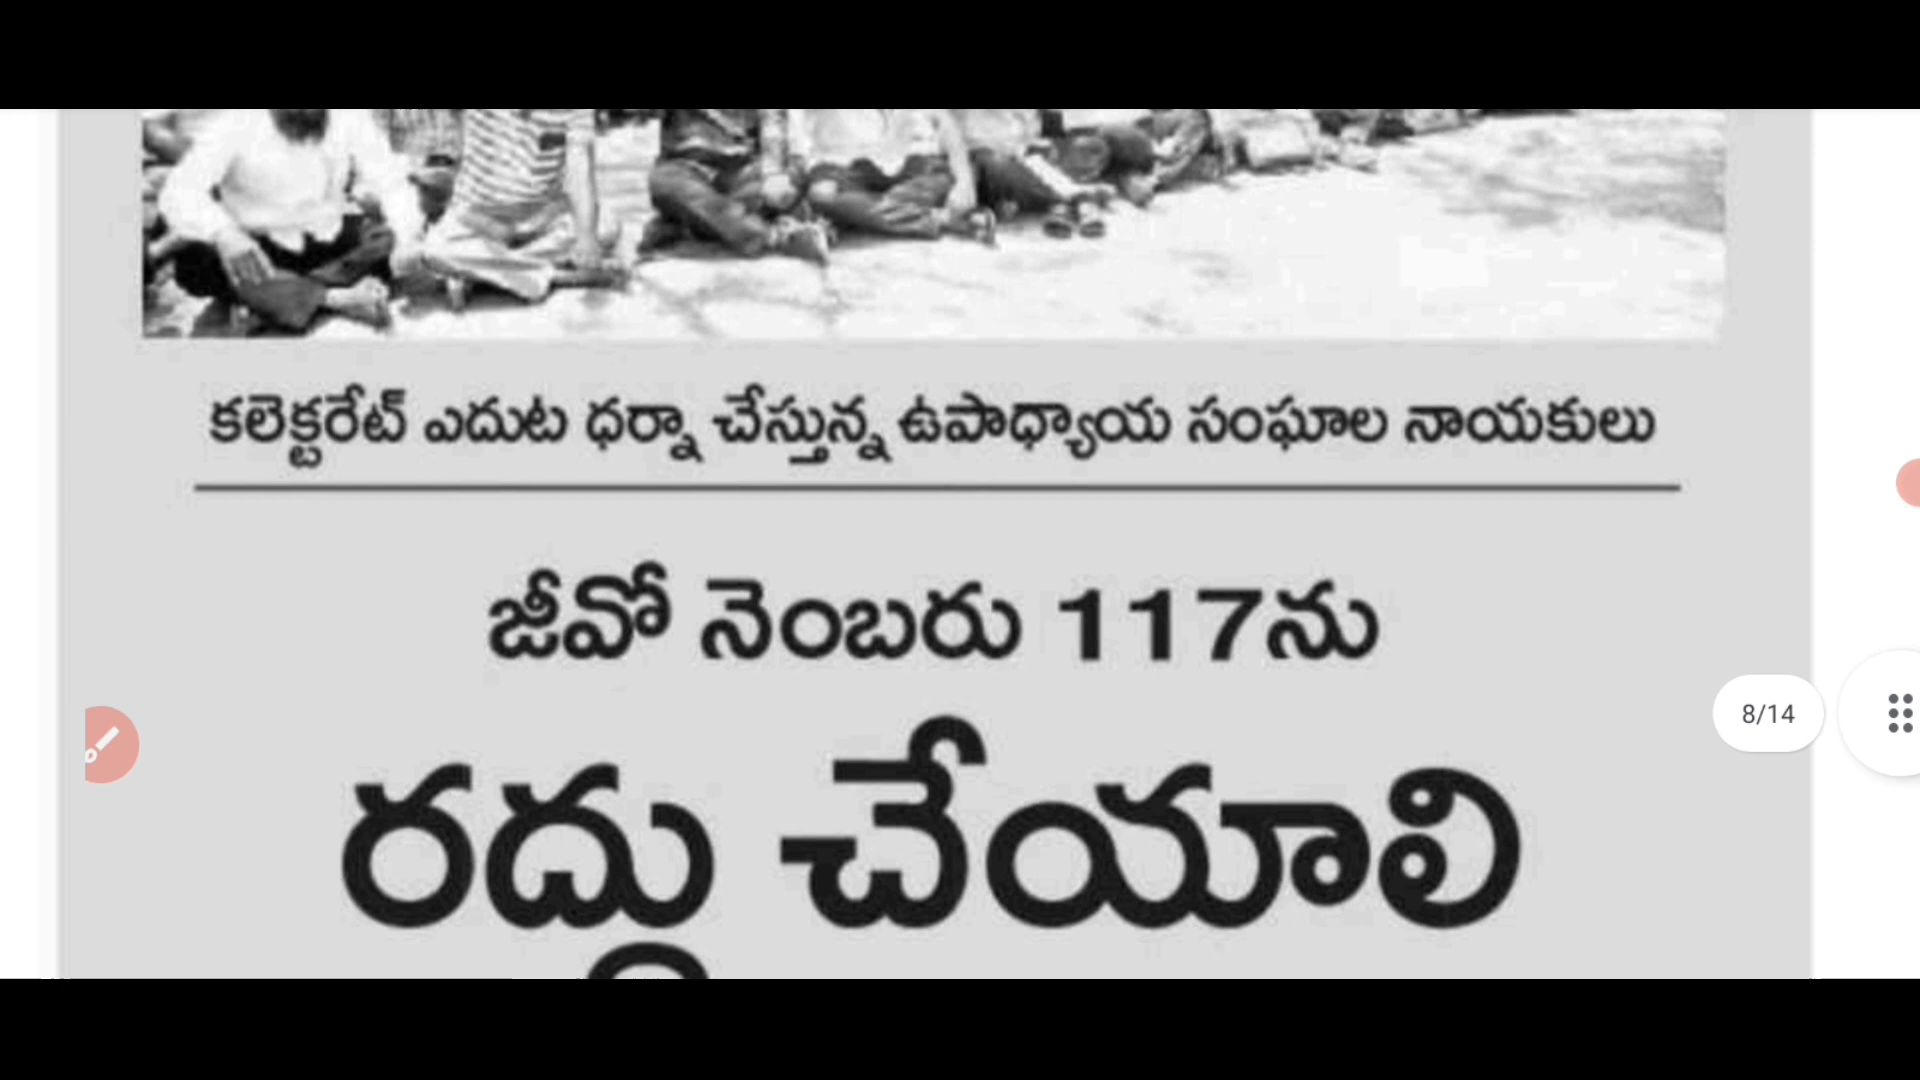 కలెక్టరేట్ ఎదుట ధర్నా చేస్తున్న ఉపాధ్యాయ సంఘాల నాయకులు
జీవో నెంబరు 117ను
8/14
రద్దు చేయాలి